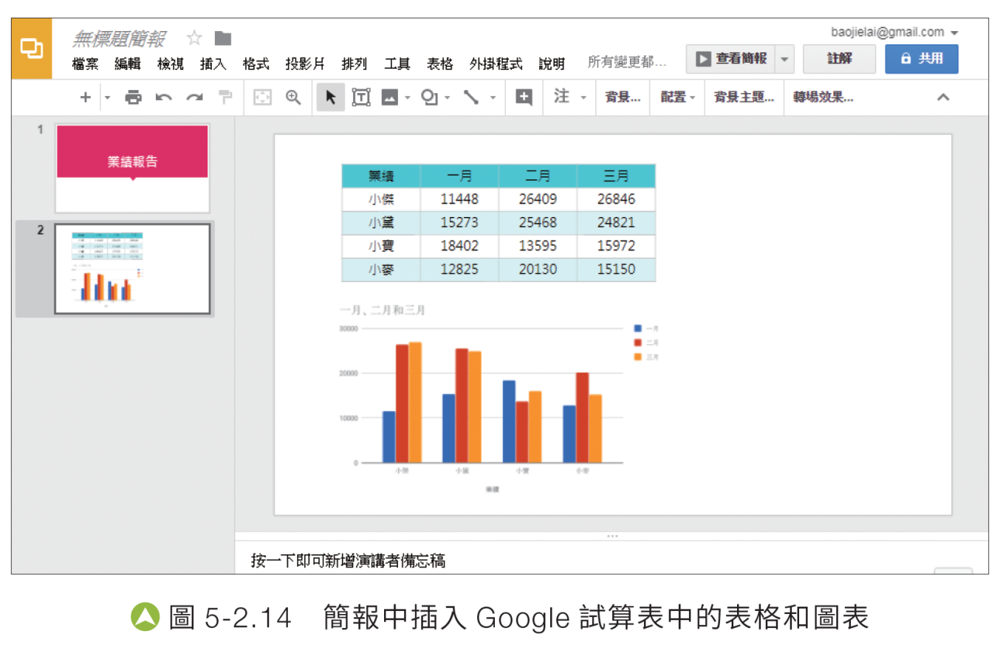 無標題簡報
baojielai@gmail.com
檔案 編輯 檢視 插入 格式 投影片 排列 工具 表格 外掛程式 說明 所有變更都... 查看簡報 註解 共用
注 背景... 配置 背景主題... 轉場效果...
1
業績報告
2
業績 一月 二月 三月
小傑 11448 26409 26846
小黛 15273 25468 24821
小寶 18402 13595 15972
小麥 12825 20130 15150
一月、二月和三月
30000
20000
10000
0
一月
二月
三月
小傑 小黛 小寶 小麥
業績
按一下即可新增演講者備忘稿
圖 5-2.14 簡報中插入 Google 試算表中的表格和圖表